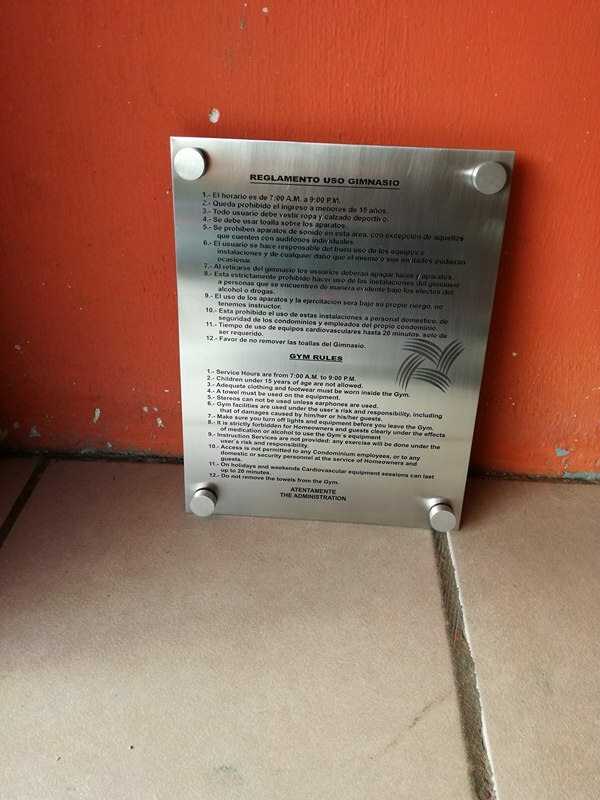 REGLAMENTO USO GIMNASIO
1.- El horario es de 7:00 A.M. a 9:00 P.M.
2.- Queda prohibido el ingreso a menores de 15 años.
3.- Todo usuario debe vestir ropa y calzado deportivo.
4.- Se debe usar toalla sobre los aparatos.
5.- Se prohiben aparatos de sonido en esta area, con excepción de aquellos
que cuenten con audifonos individuales.
6.- El usuario se hace responsable del buen uso de los equipos e
instalaciones y de cualquier daño que el mismo o sus invitados pudieran
ocasionar.
7.- Al retirarse del gimnasio los usuarios deberan apagar luces y aparatos.
8.- Esta estrictamente prohibido hacer uso de las instalaciones del gimnasio
a personas que se encuentren de manera evidente bajo los efectos del
alcohol o drogas.
9.- El uso de los aparatos y la ejercitación sera bajo su propio riesgo, no
tenemos instructor.
10.- Esta prohibido el uso de estas instalaciones a personal domestico, de
seguridad de los condominios y empleados del propio condominio.
11.- Tiempo de uso de equipos cardiovasculares hasta 20 minutos, solo de
ser requerido.
12.- Favor de no remover las toallas del Gimnasio.
GYM RULES
1.- Service Hours are from 7:00 A.M. to 9:00 P.M.
2.- Children under 15 years of age are not allowed.
3.- Adequate clothing and footwear must be worn inside the Gym.
4.- A towel must be used on the equipment.
5.- Stereos can not be used unless earphones are used.
6.- Gym facilities are used under the user´s risk and responsibility, including
that of damages caused by him/her or his/her guests.
7.- Make sure you turn off lights and equipment before you leave the Gym.
8.- It is strictly forbidden for Homeowners and guests clearly under the effects
of medication or alcohol to use the Gym´s equipment
9.- Instruction Services are not provided; any exercise will be done under the
user´s risk and responsibility.
10.- Access is not permitted to any Condominium employees, or to any
domestic or security personnel at the service of Homeowners and
guests.
11.- On holidays and weekends Cardiovascular equipment sessions can last
up to 20 minutes.
12.- Do not remove the towels from the Gym.
ATENTAMENTE
THE ADMINISTRATION